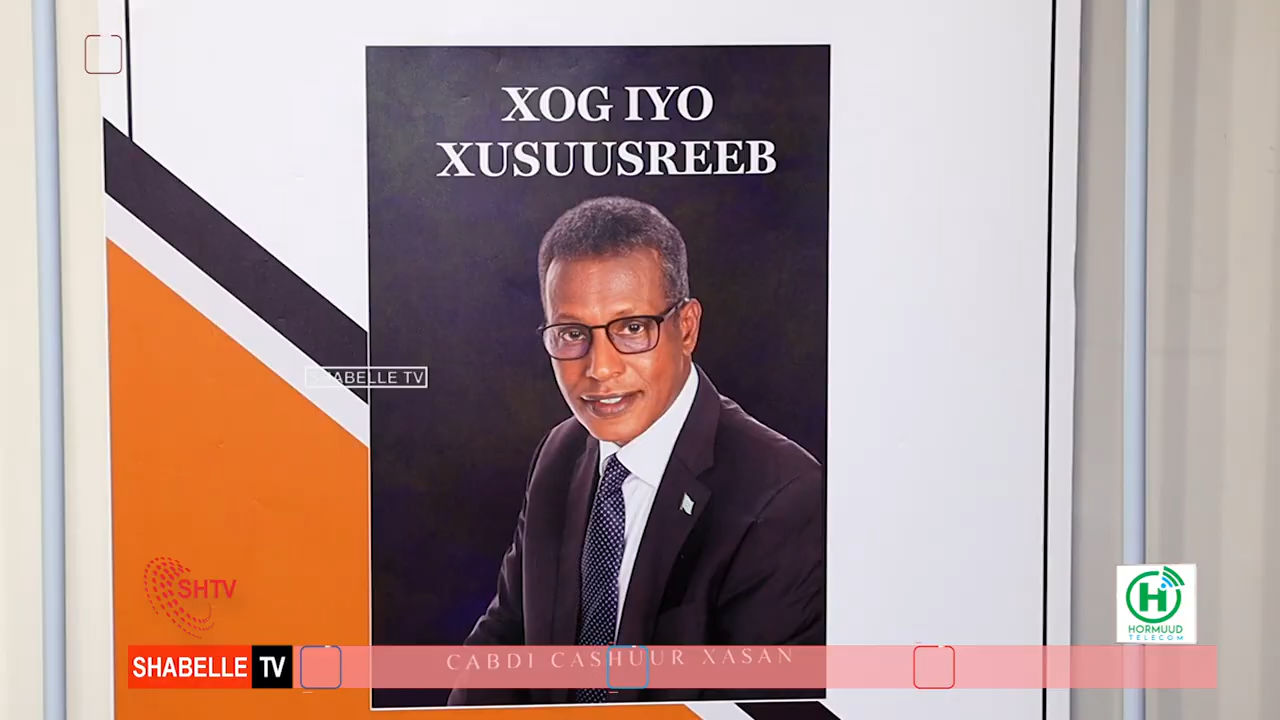 XOG IYO
XUSUUSREEB
SHABELLE TV
SHTV
HORMUUD
TELECOM
SHABELLE TV
CABDI CASHUUR XASAN